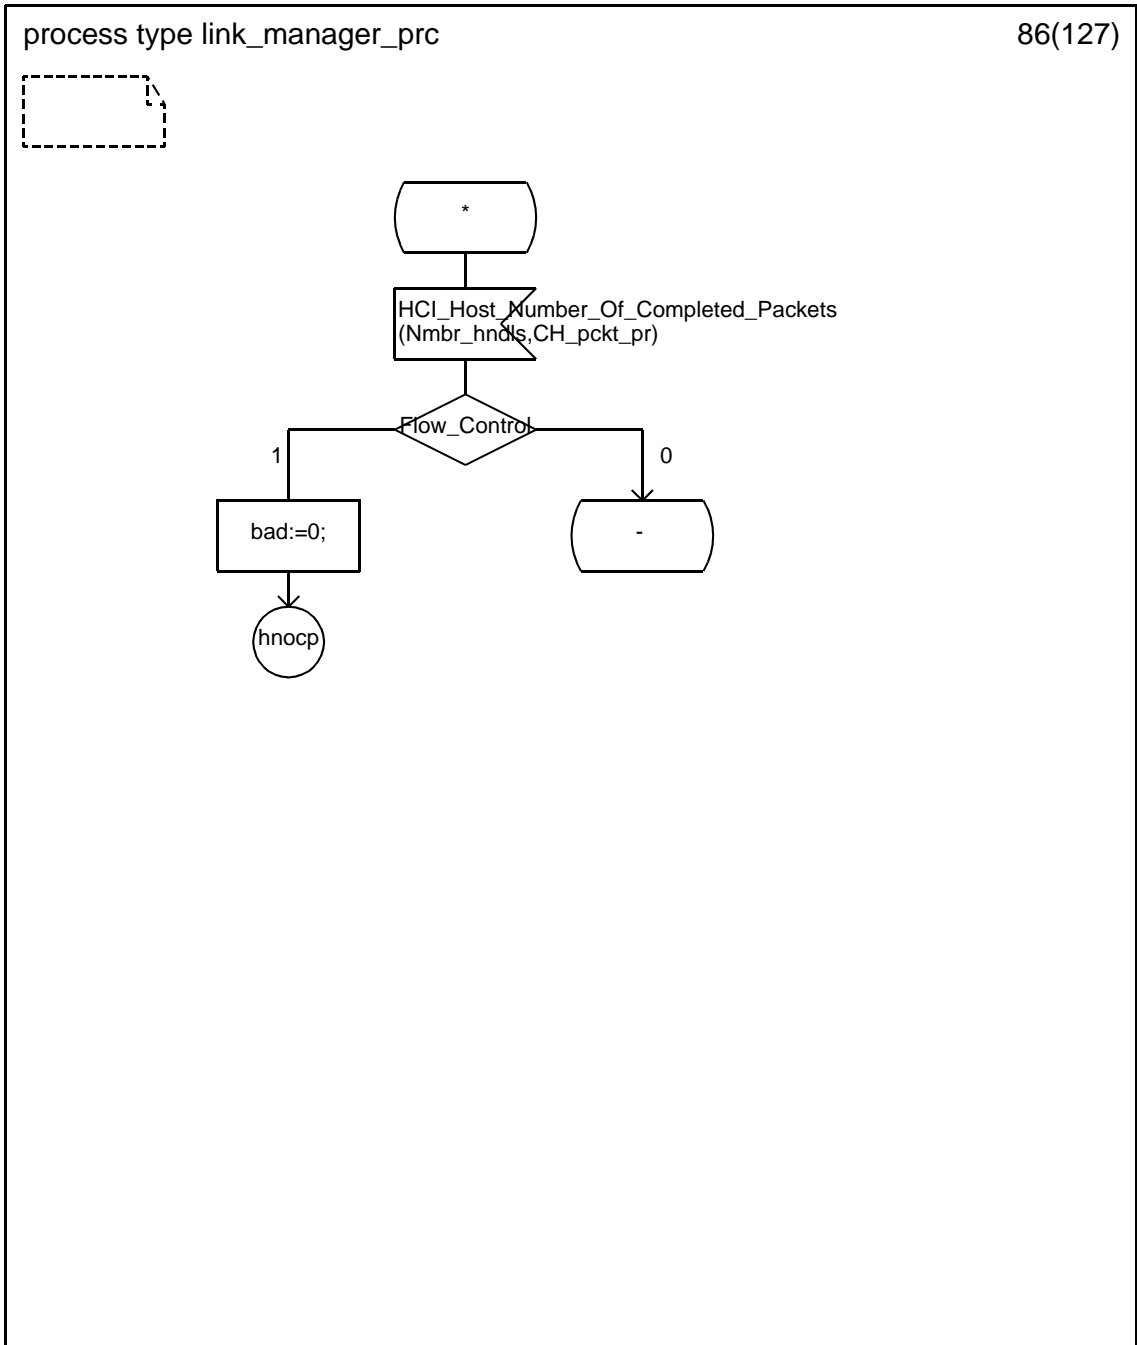 process type link_manager_prc
86(127)
*
HCI_Host_Number_Of_Completed_Packets
(Nmbr_hndls,CH_pckt_pr)
Flow_Control
1
0
bad:=0;
-
hnocp